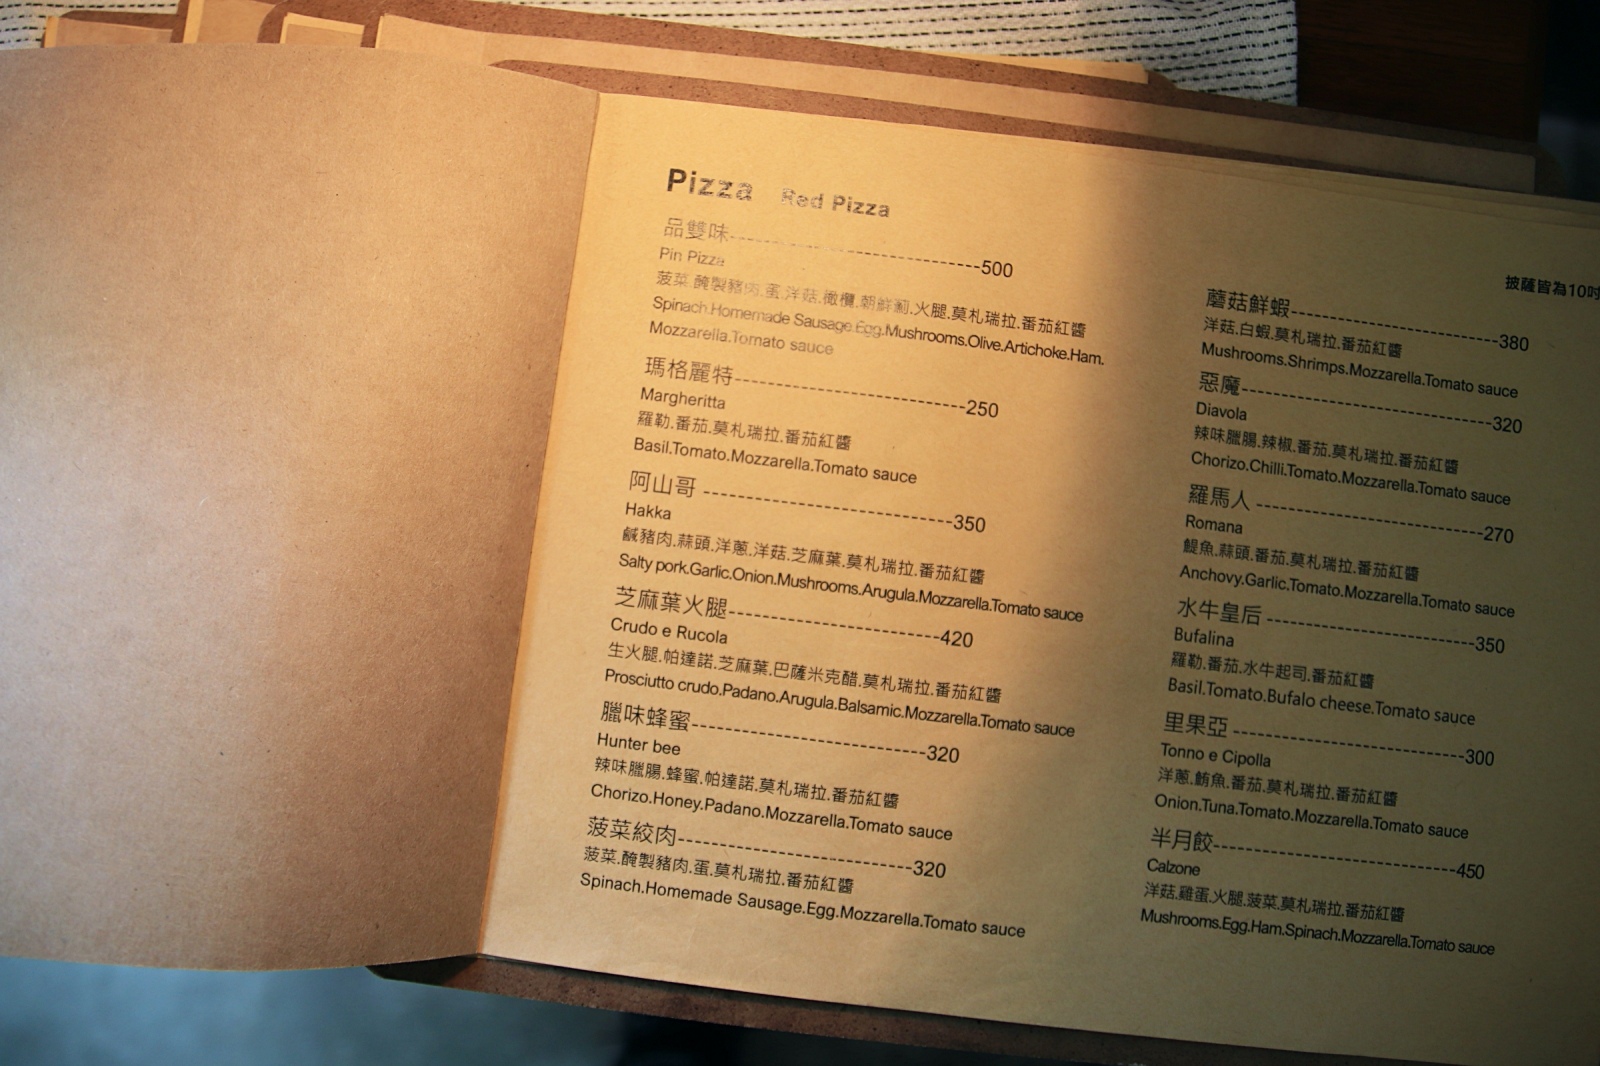 Pizza Red Pizza
品雙味--------------------500
Pin Pizza
菠菜.醃製豬肉.蛋.洋菇.橄欖.朝鮮薊.火腿.莫札瑞拉.番茄紅醬
Spinach.Homemade Sausage.Egg.Mushrooms.Olive.Artichoke.Ham.
Mozzarella.Tomato sauce
瑪格麗特--------------------250
Margheritta
羅勒.番茄.莫札瑞拉.番茄紅醬
Basil.Tomato.Mozzarella.Tomato sauce
阿山哥--------------------350
Hakka
鹹豬肉.蒜頭.洋蔥.洋菇.芝麻葉.莫札瑞拉.番茄紅醬
Salty pork.Garlic.Onion.Mushrooms.Arugula.Mozzarella.Tomato sauce
芝麻葉火腿--------------------420
Crudo e Rucola
生火腿.帕達諾.芝麻葉.巴薩米克醋.莫札瑞拉.番茄紅醬
Prosciutto crudo.Padano.Arugula.Balsamic.Mozzarella.Tomato sauce
臘味蜂蜜--------------------320
Hunter bee
辣味臘腸.蜂蜜.帕達諾.莫札瑞拉.番茄紅醬
Chorizo.Honey.Padano.Mozzarella.Tomato sauce
菠菜絞肉--------------------320
菠菜.醃製豬肉.蛋.莫札瑞拉.番茄紅醬
Spinach.Homemade Sausage.Egg.Mozzarella.Tomato sauce
披薩皆為10吋
蘑菇鮮蝦--------------------380
洋菇.白蝦.莫札瑞拉.番茄紅醬
Mushrooms.Shrimps.Mozzarella.Tomato sauce
惡魔--------------------320
Diavola
辣味臘腸.辣椒.番茄.莫札瑞拉.番茄紅醬
Chorizo.Chilli.Tomato.Mozzarella.Tomato sauce
羅馬人--------------------270
Romana
鯷魚.蒜頭.番茄.莫札瑞拉.番茄紅醬
Anchovy.Garlic.Tomato.Mozzarella.Tomato sauce
水牛皇后--------------------350
Bufalina
羅勒.番茄.水牛起司.番茄紅醬
Basil.Tomato.Bufalo cheese.Tomato sauce
里果亞--------------------300
Tonno e Cipolla
洋蔥.鮪魚.番茄.莫札瑞拉.番茄紅醬
Onion.Tuna.Tomato.Mozzarella.Tomato sauce
半月餃--------------------450
Calzone
洋菇.雞蛋.火腿.菠菜.莫札瑞拉.番茄紅醬
Mushrooms.Egg.Ham.Spinach.Mozzarella.Tomato sauce